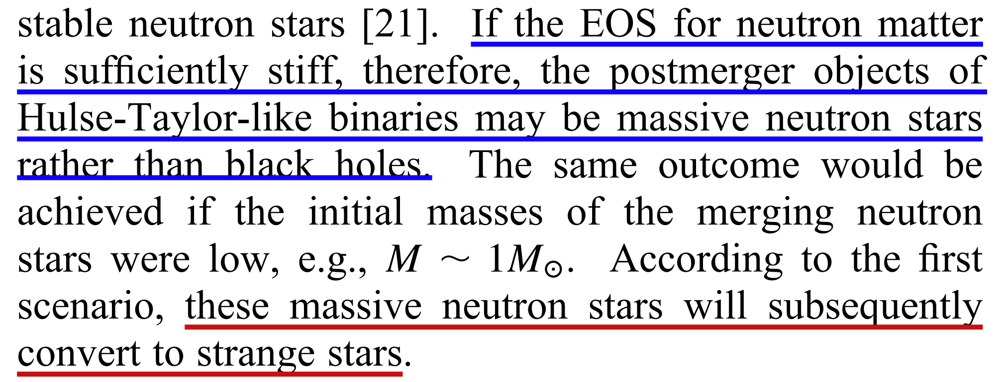 stable neutron stars [21]. If the EOS for neutron matter
is sufficiently stiff, therefore, the postmerger objects of
Hulse-Taylor-like binaries may be massive neutron stars
rather than black holes. The same outcome would be
achieved if the initial masses of the merging neutron
stars were low, e.g., M ∼ 1M⊙. According to the first
scenario, these massive neutron stars will subsequently
convert to strange stars.